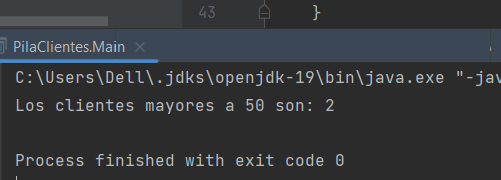 43 }
PilaClientes.Main ×
C:\Users\Dell\.jdks\openjdk-19\bin\java.exe "-jav
Los clientes mayores a 50 son: 2
Process finished with exit code 0